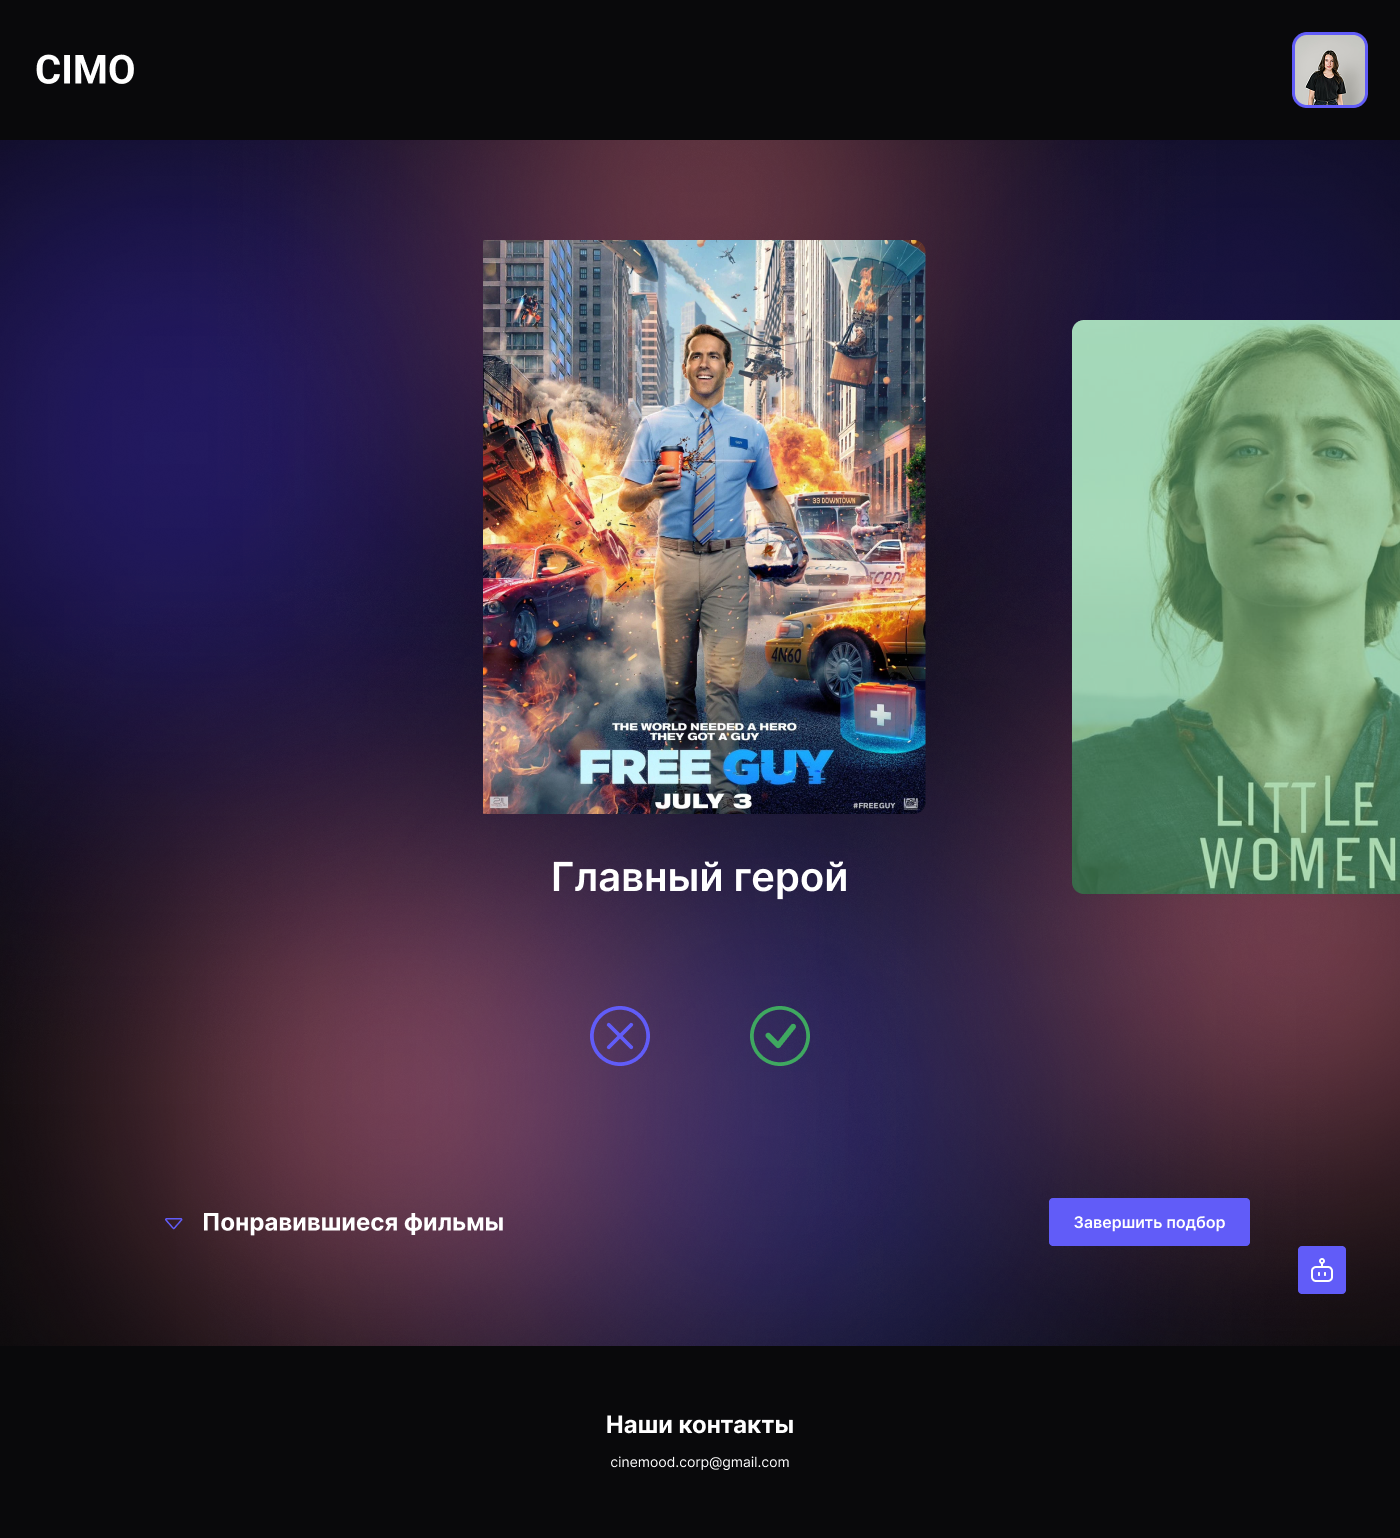 CIMO
33 DOWNTOWN
4N60
THE WORLD NEEDED A HERO
THEY GOT A GUY
FREE GUY
JULY 3
#FREEGUY
LITTLE
WOMEN
Главный герой
Понравившиеся фильмы
Завершить подбор
Наши контакты
cinemood.corp@gmail.com